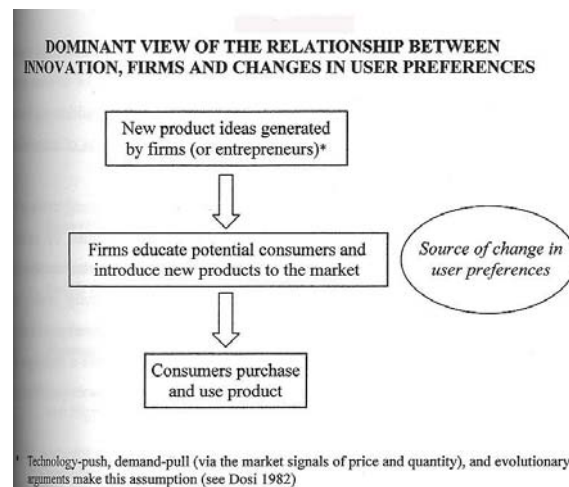 DOMINANT VIEW OF THE RELATIONSHIP BETWEEN
INNOVATION, FIRMS AND CHANGES IN USER PREFERENCES
New product ideas generated
by firms (or entrepreneurs)*
Firms educate potential consumers and
introduce new products to the market
Source of change in
user preferences
Consumers purchase
and use product
* Technology-push, demand-pull (via the market signals of price and quantity), and evolutionary
arguments make this assumption (see Dosi 1982)